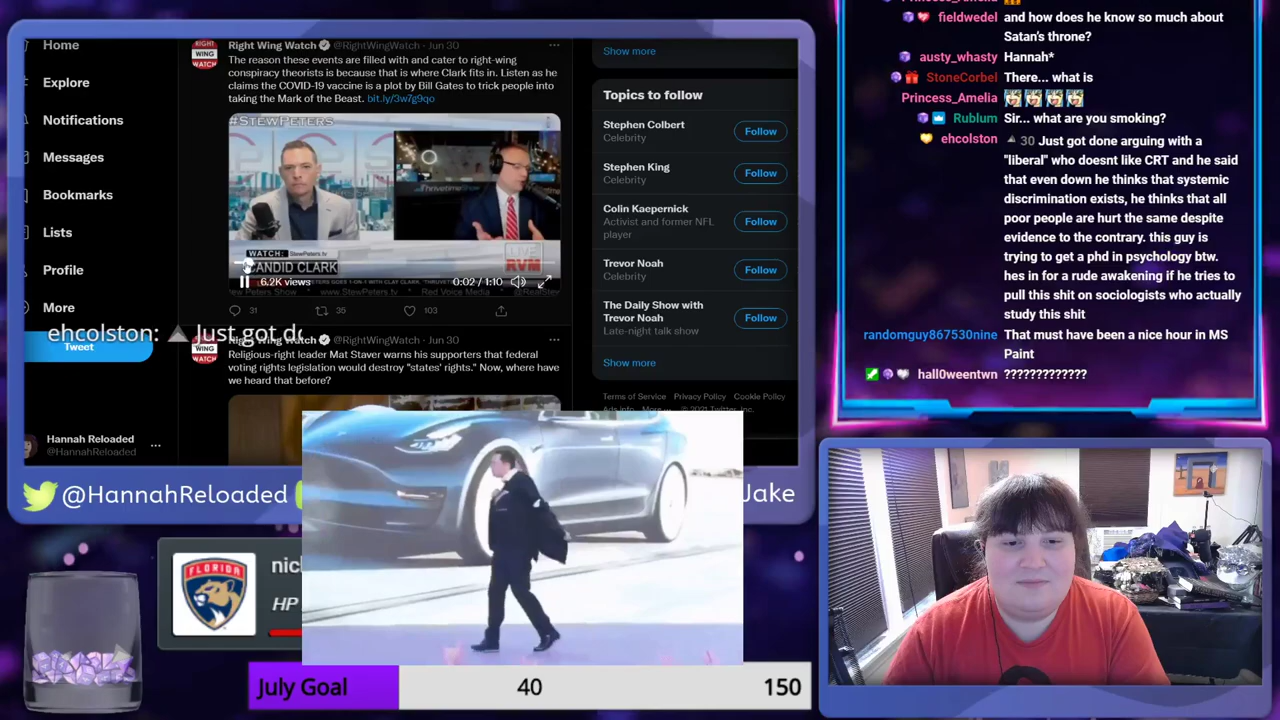 Home
Explore
Notifications
Messages
Bookmarks
Lists
Profile
More
Tweet
Hannah Reloaded
@HannahReloaded
Right Wing Watch @RightWingWatch · Jun 30
The reason these events are filled with and cater to right-wing
conspiracy theorists is because that is where Clark fits in. Listen as he
claims the COVID-19 vaccine is a plot by Bill Gates to trick people into
taking the Mark of the Beast. bit.ly/3w7g9qo
#STEWPETERS
WATCH: StewPeters.tv
CANDID CLARK
LIVE
RVM
6.2K views
0:02 / 1:10
31
35
103
ehcolston: Just got do
@RightWingWatch · Jun 30
Religious-right leader Mat Staver warns his supporters that federal
voting rights legislation would destroy "states' rights." Now, where have
we heard that before?
Show more
Topics to follow
Stephen Colbert
Celebrity
Follow
Stephen King
Celebrity
Follow
Colin Kaepernick
Activist and former NFL
player
Follow
Trevor Noah
Celebrity
Follow
The Daily Show with
Trevor Noah
Late-night talk show
Follow
Show more
Terms of Service Privacy Policy Cookie Policy
@HannahReloaded
Jake
FLORIDA
nic
HP
July Goal
40
150
fieldwedel and how does he know so much about
Satan's throne?
austy_whasty Hannah*
StoneCorbel There... what is
Princess_Amelia
Rublum Sir... what are you smoking?
ehcolston 30 Just got done arguing with a
"liberal" who doesnt like CRT and he said
that even down he thinks that systemic
discrimination exists, he thinks that all
poor people are hurt the same despite
evidence to the contrary. this guy is
trying to get a phd in psychology btw.
hes in for a rude awakening if he tries to
pull this shit on sociologists who actually
study this shit
randomguy867530nine That must have been a nice hour in MS
Paint
hall0weentwn ?????????????